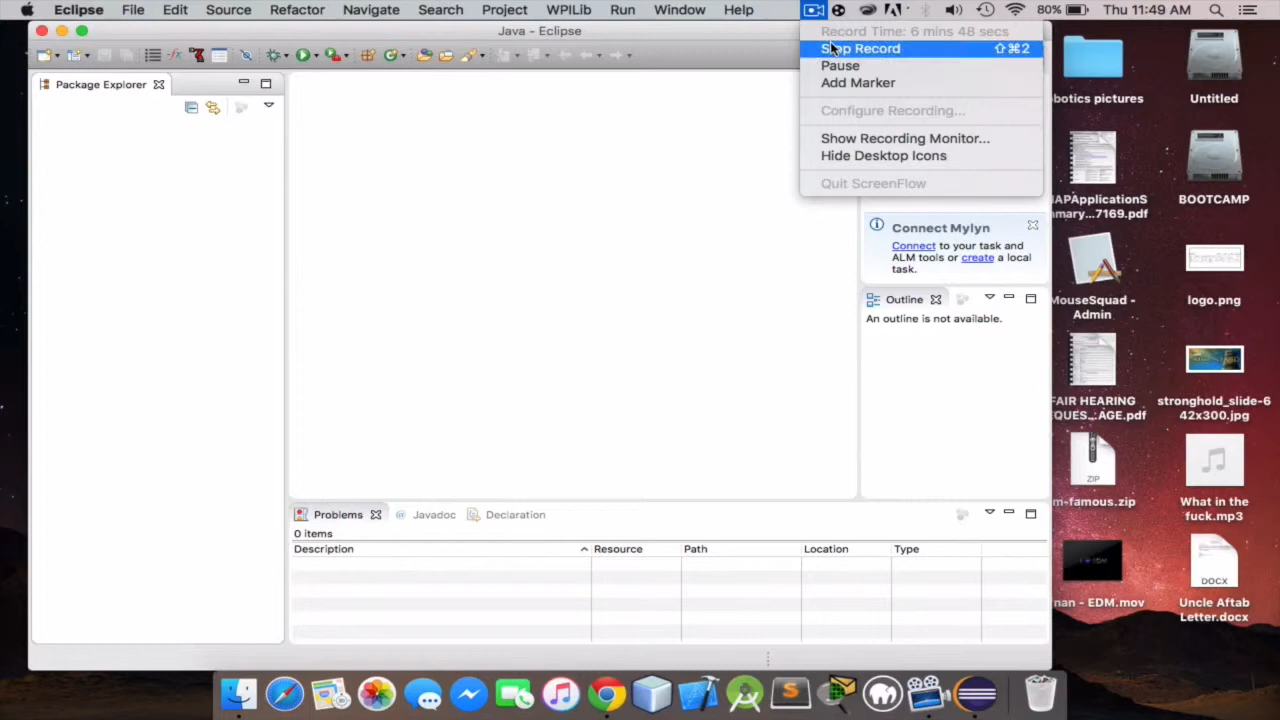 Eclipse File Edit Source Refactor Navigate Search Project WPILib Run Window Help 80% Thu 11:49 AM
Java - Eclipse
Record Time: 6 mins 48 secs
Stop Record ⇧⌘2
Pause
Add Marker
Configure Recording...
Show Recording Monitor...
Hide Desktop Icons
Quit ScreenFlow
Package Explorer
Connect Mylyn
Connect to your task and
ALM tools or create a local
task.
Outline
An outline is not available.
Problems @ Javadoc Declaration
0 items
Description Resource Path Location Type
obotics pictures
Untitled
APApplicationS
mary...7169.pdf
BOOTCAMP
MouseSquad -
Admin
logo.png
FAIR HEARING
EQUES...AGE.pdf
stronghold_slide-6
42x300.jpg
ZIP
m-famous.zip
What in the
fuck.mp3
nan - EDM.mov
DOCX
Uncle Aftab
Letter.docx